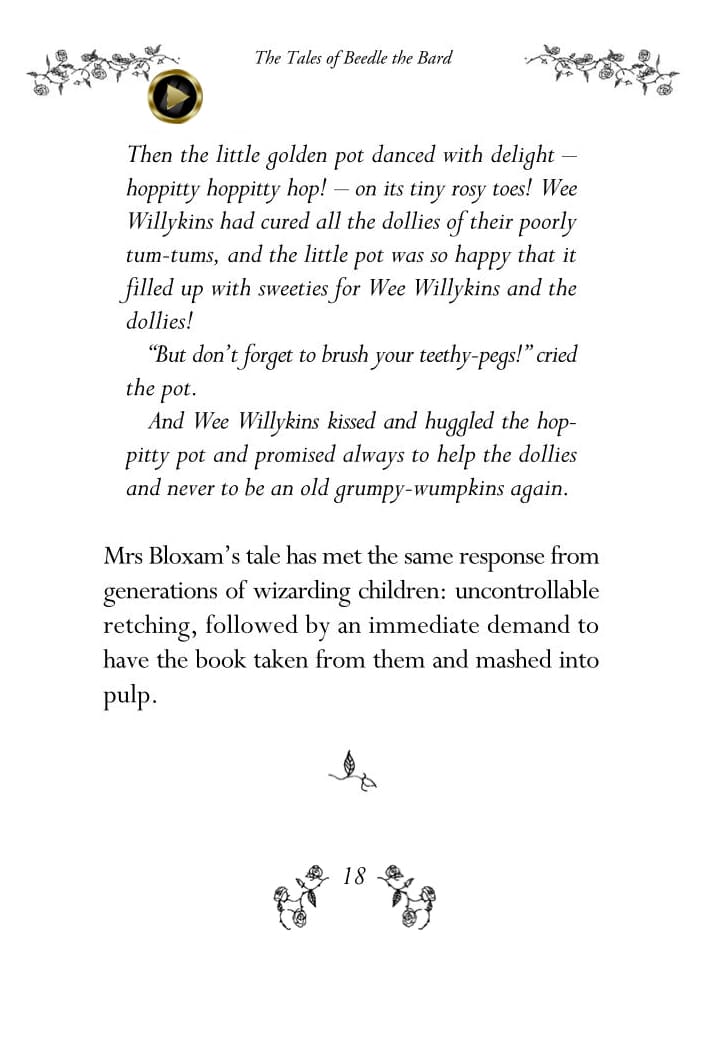 The Tales of Beedle the Bard
Then the little golden pot danced with delight –
hoppitty hoppitty hop! – on its tiny rosy toes! Wee
Willykins had cured all the dollies of their poorly
tum-tums, and the little pot was so happy that it
filled up with sweeties for Wee Willykins and the
dollies!
“But don’t forget to brush your teethy-pegs!” cried
the pot.
And Wee Willykins kissed and huggled the hop-
pitty pot and promised always to help the dollies
and never to be an old grumpy-wumpkins again.
Mrs Bloxam’s tale has met the same response from
generations of wizarding children: uncontrollable
retching, followed by an immediate demand to
have the book taken from them and mashed into
pulp.
18